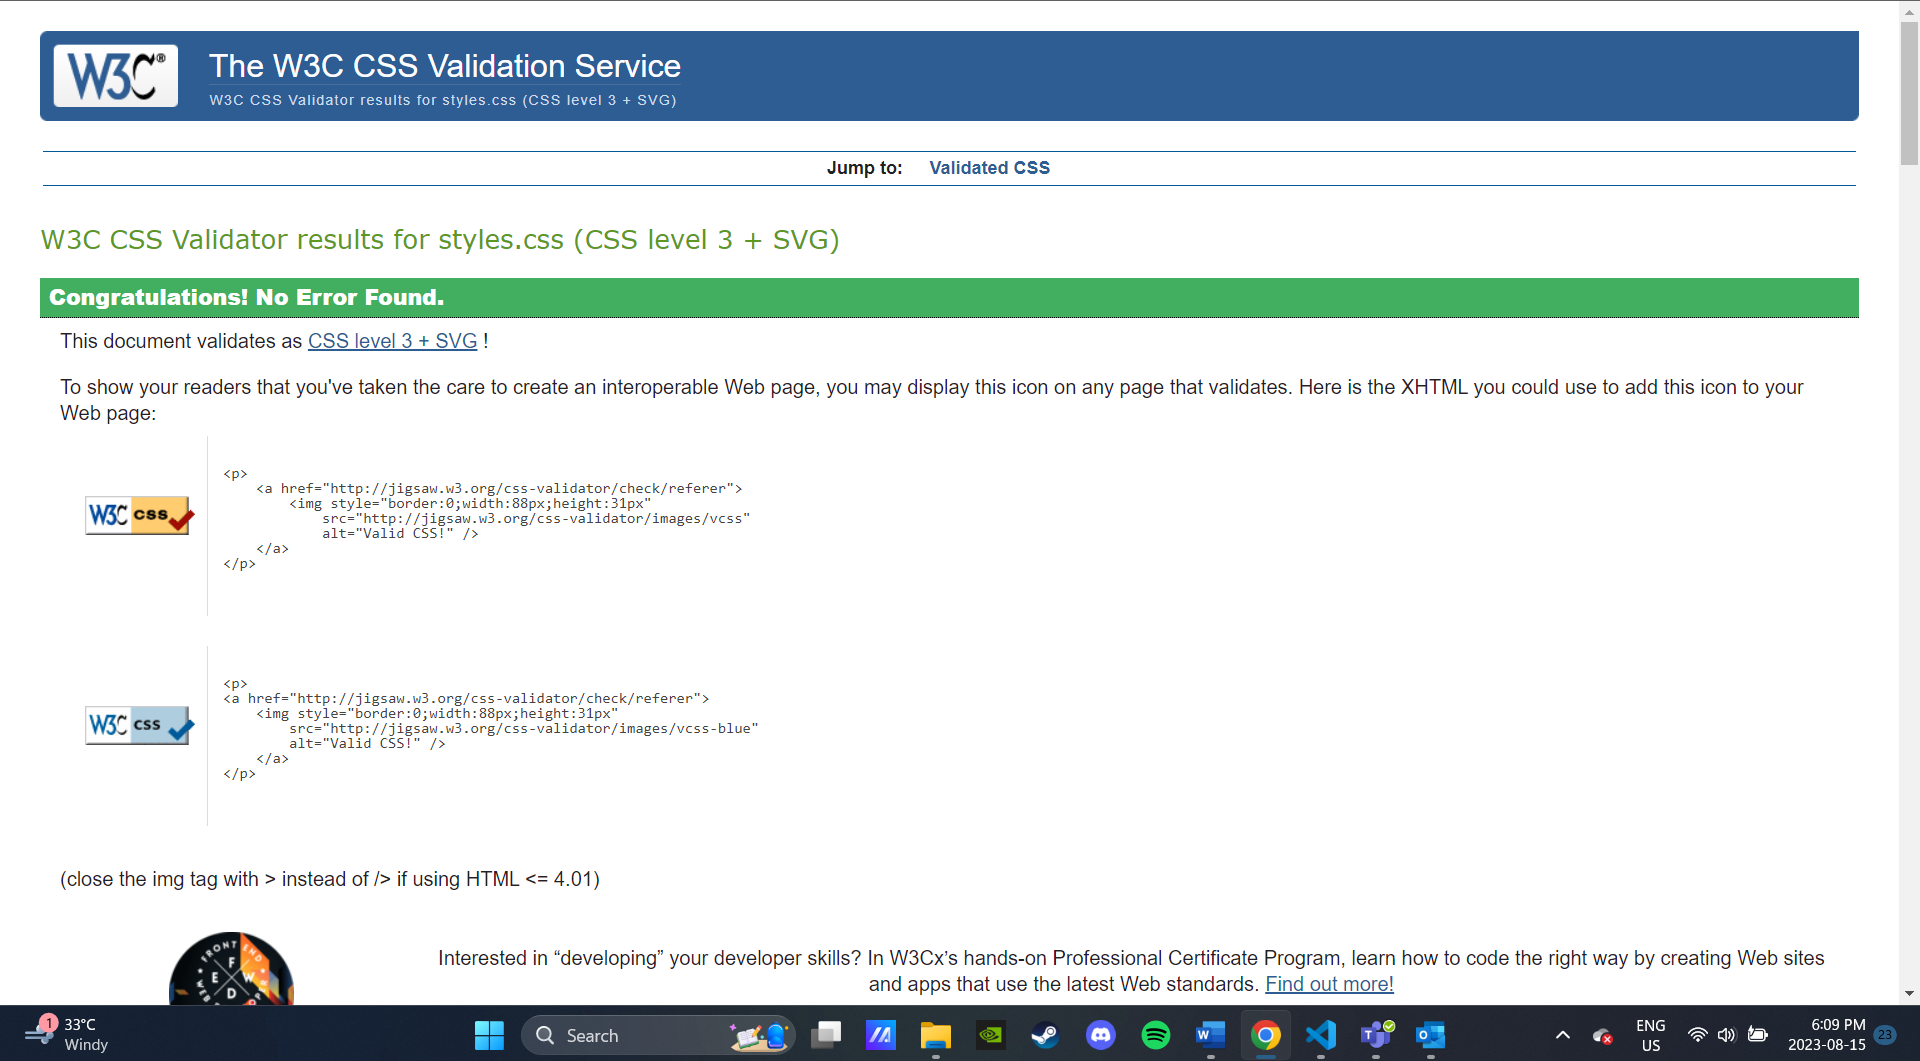 W3C®
The W3C CSS Validation Service
W3C CSS Validator results for styles.css (CSS level 3 + SVG)
Jump to: Validated CSS
W3C CSS Validator results for styles.css (CSS level 3 + SVG)
Congratulations! No Error Found.
This document validates as CSS level 3 + SVG !
To show your readers that you've taken the care to create an interoperable Web page, you may display this icon on any page that validates. Here is the XHTML you could use to add this icon to your
Web page:
<p>
<a href="http://jigsaw.w3.org/css-validator/check/referer">
<img style="border:0;width:88px;height:31px"
W3C css
src="http://jigsaw.w3.org/css-validator/images/vcss"
alt="Valid CSS!" />
</a>
</p>
<p>
<a href="http://jigsaw.w3.org/css-validator/check/referer">
<img style="border:0;width:88px;height:31px"
W3C css
src="http://jigsaw.w3.org/css-validator/images/vcss-blue"
alt="Valid CSS!" />
</a>
</p>
(close the img tag with > instead of /> if using HTML <= 4.01)
FRONT END
F E W D
Interested in “developing” your developer skills? In W3Cx’s hands-on Professional Certificate Program, learn how to code the right way by creating Web sites
and apps that use the latest Web standards. Find out more!
1
33°C
Windy
Search
ENG
US
6:09 PM
2023-08-15
23